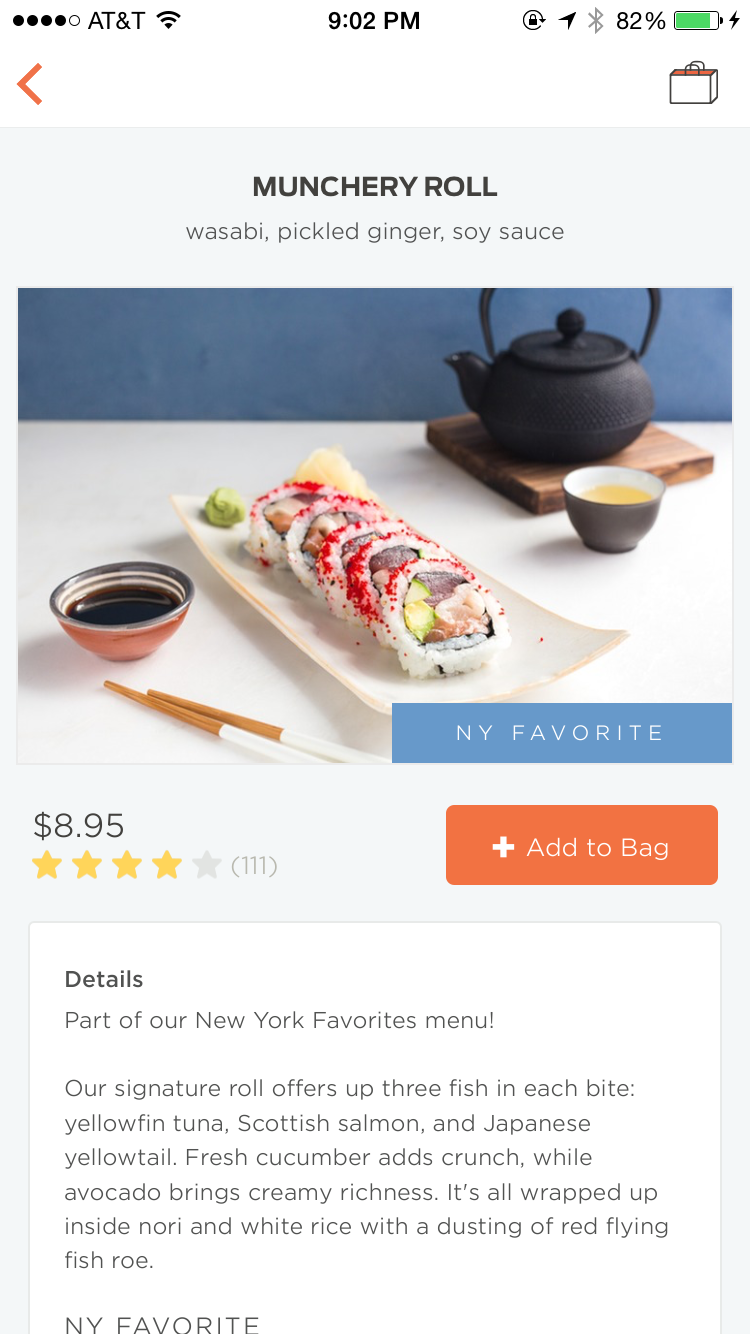 AT&T 9:02 PM 82%
MUNCHERY ROLL
wasabi, pickled ginger, soy sauce
NY FAVORITE
$8.95
(111)
Add to Bag
Details
Part of our New York Favorites menu!
Our signature roll offers up three fish in each bite:
yellowfin tuna, Scottish salmon, and Japanese
yellowtail. Fresh cucumber adds crunch, while
avocado brings creamy richness. It's all wrapped up
inside nori and white rice with a dusting of red flying
fish roe.
NY FAVORITE